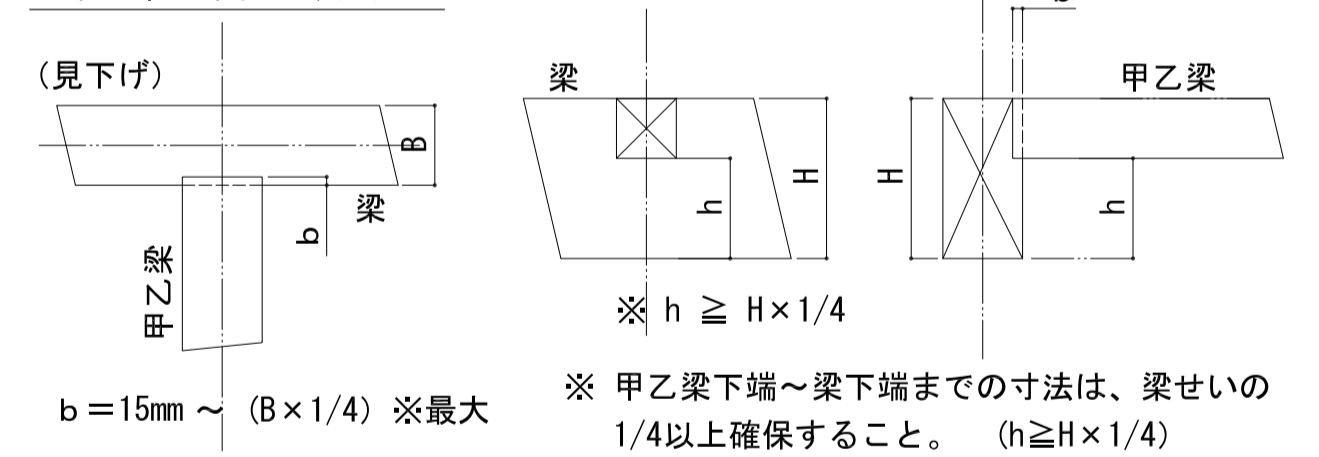 (見下げ)
B
梁
b
甲乙梁
b=15mm ~ (B×1/4) ※最大
梁
H
h
※ h ≧ H×1/4
甲乙梁
H
h
※ 甲乙梁下端~梁下端までの寸法は、梁せいの
1/4以上確保すること。 (h≧H×1/4)